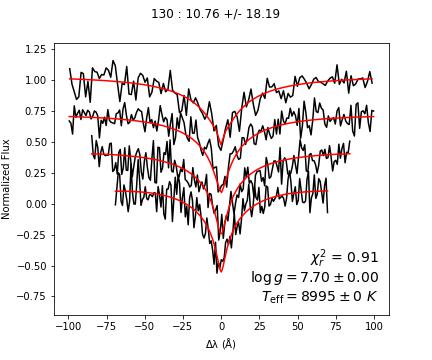 130 : 10.76 +/- 18.19
Normalized Flux
1.25
1.00
0.75
0.50
0.25
0.00
−0.25
−0.50
−0.75
χ²ᵣ = 0.91
log g = 7.70 ± 0.00
T_eff = 8995 ± 0 K
−100 −75 −50 −25 0 25 50 75 100
Δλ (Å)